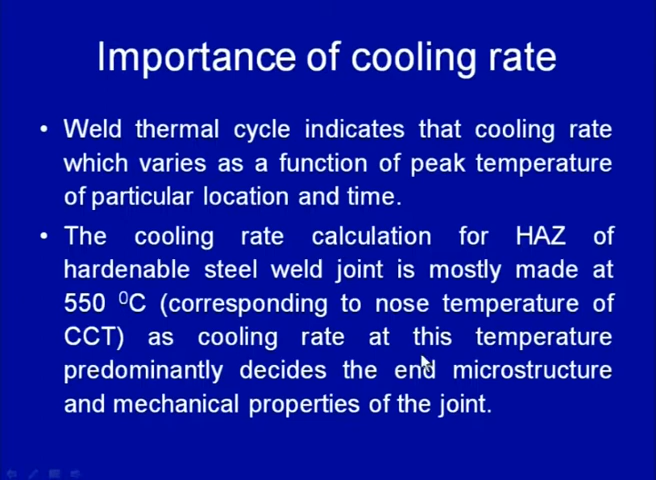 Importance of cooling rate
• Weld thermal cycle indicates that cooling rate
which varies as a function of peak temperature
of particular location and time.
• The cooling rate calculation for HAZ of
hardenable steel weld joint is mostly made at
550 ⁰C (corresponding to nose temperature of
CCT) as cooling rate at this temperature
predominantly decides the end microstructure
and mechanical properties of the joint.